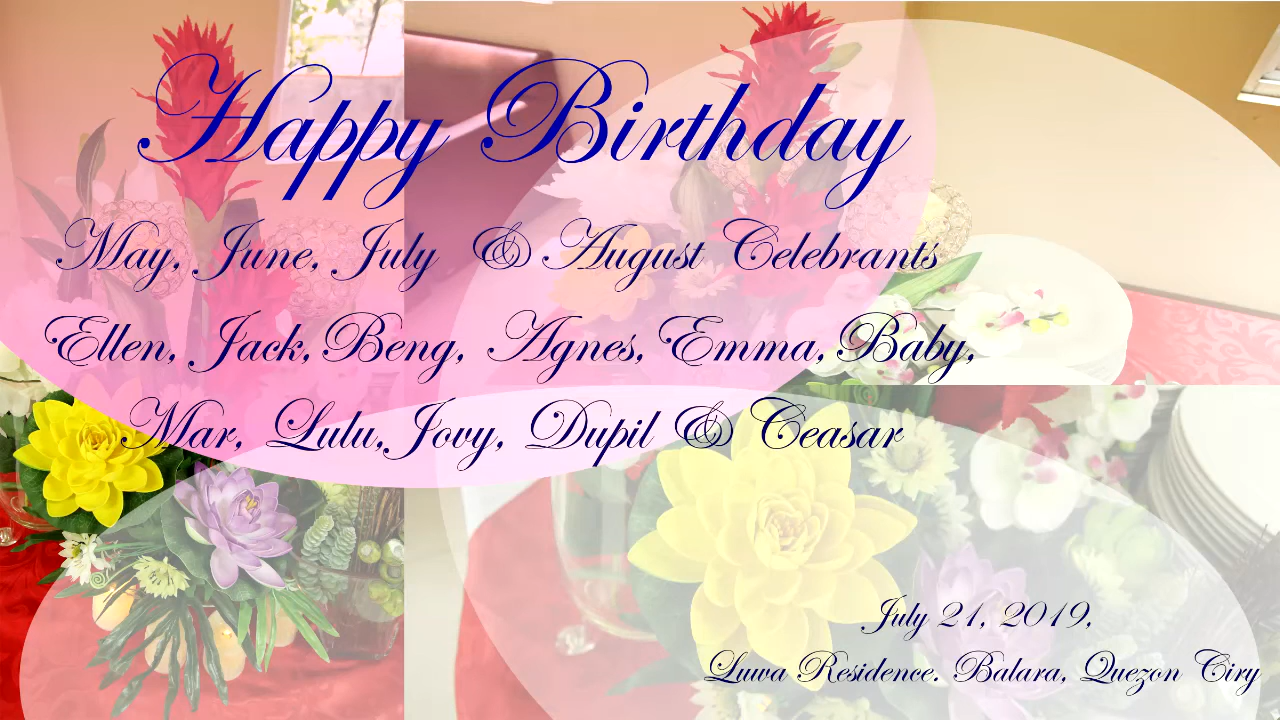 Happy Birthday
May, June, July & August Celebrants
Ellen, Jack, Beng, Agnes, Emma, Baby,
Mar, Lulu, Jovy, Dupil & Ceasar
July 21, 2019,
Luwa Residence. Balara, Quezon Ciry